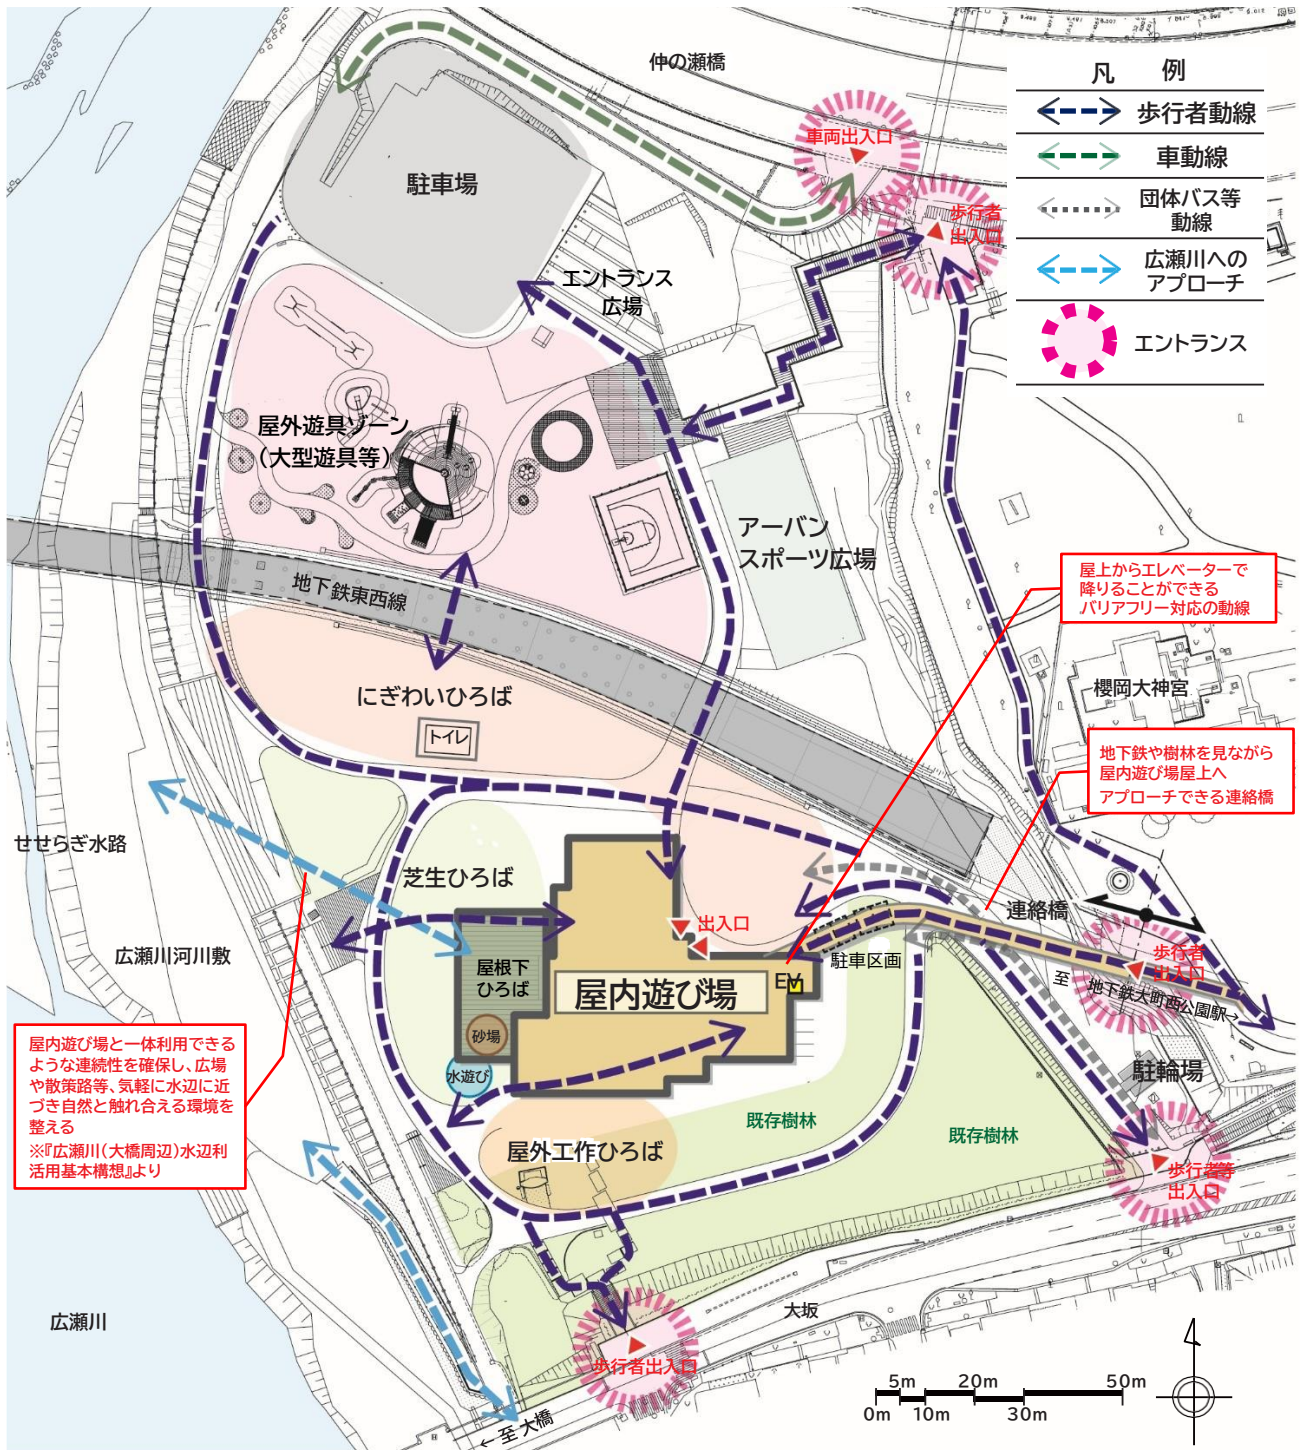 仲の瀬橋
凡　例
歩行者動線
車動線
団体バス等
動線
広瀬川への
アプローチ
エントランス
車両出入口
歩行者
出入口
駐車場
エントランス
広場
屋外遊具ゾーン
（大型遊具等）
アーバン
スポーツ広場
地下鉄東西線
屋上からエレベーターで
降りることができる
バリアフリー対応の動線
櫻岡大神宮
にぎわいひろば
トイレ
地下鉄や樹林を見ながら
屋内遊び場屋上へ
アプローチできる連絡橋
せせらぎ水路
芝生ひろば
連絡橋
出入口
広瀬川河川敷
屋根下
ひろば
駐車区画
歩行者
出入口
EV
屋内遊び場
至 地下鉄大町西公園駅→
砂場
水遊び
駐輪場
屋内遊び場と一体利用できる
ような連続性を確保し、広場
や散策路等、気軽に水辺に近
づき自然と触れ合える環境を
整える
※『広瀬川（大橋周辺）水辺利
活用基本構想』より
既存樹林
既存樹林
屋外工作ひろば
歩行者等
出入口
広瀬川
大坂
歩行者出入口
←至 大橋
5m 20m 50m
0m 10m 30m